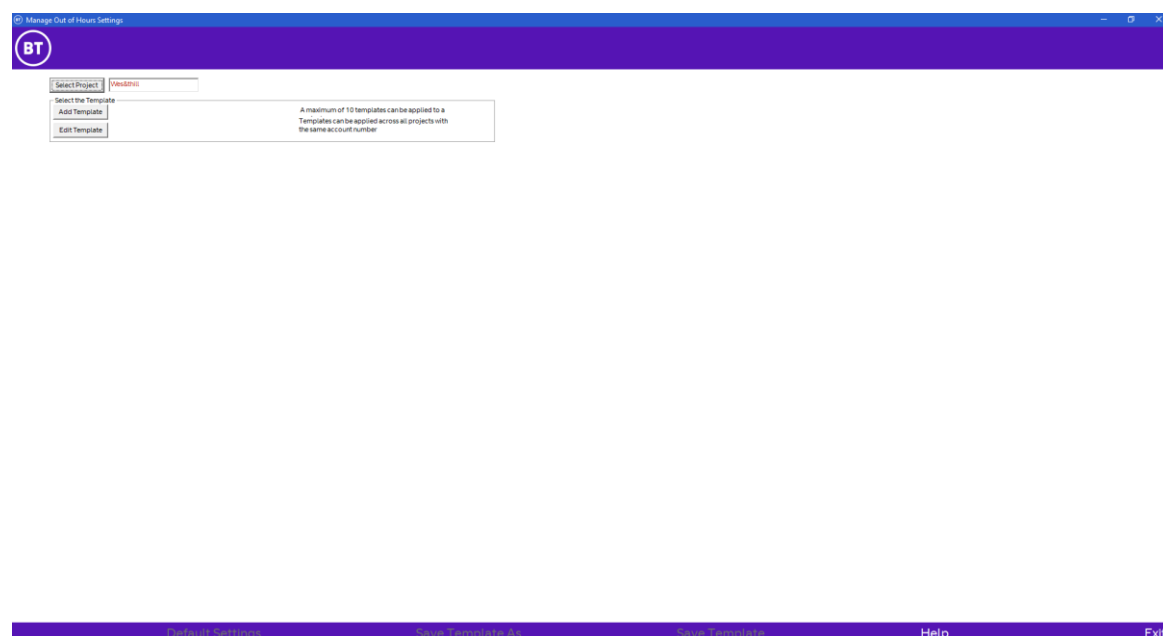 Manage Out of Hours Settings
BT
Select Project
Select the Template
Add Template
A maximum of 10 templates can be applied to a
Templates can be applied across all projects with
the same account number
Edit Template
Default Settings
Save Template As
Save Template
Help
Exit